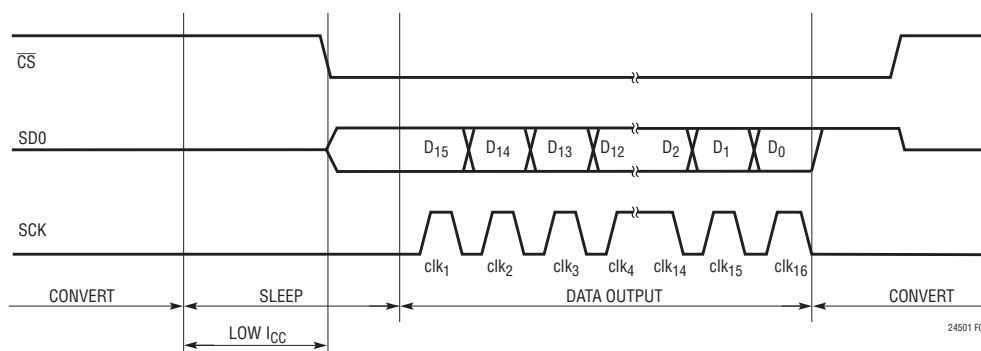 CS
SD0
D15 D14 D13 D12 D2 D1 D0
SCK
clk1 clk2 clk3 clk4 clk14 clk15 clk16
CONVERT SLEEP DATA OUTPUT CONVERT
24501 F0
LOW ICC